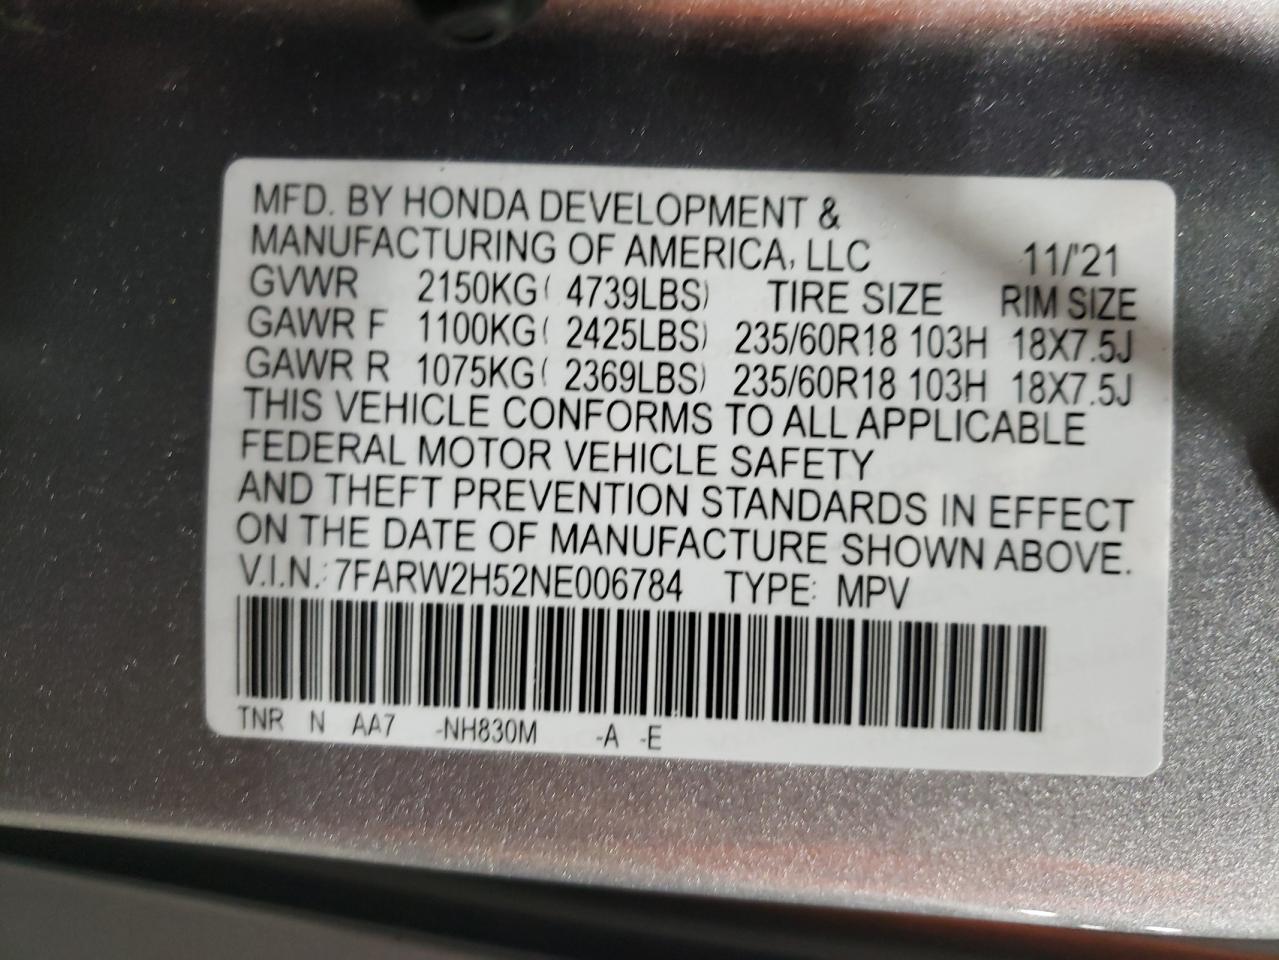 MFD. BY HONDA DEVELOPMENT &
MANUFACTURING OF AMERICA, LLC 11/'21
GVWR 2150KG( 4739LBS) TIRE SIZE RIM SIZE
GAWR F 1100KG( 2425LBS) 235/60R18 103H 18X7.5J
GAWR R 1075KG( 2369LBS) 235/60R18 103H 18X7.5J
THIS VEHICLE CONFORMS TO ALL APPLICABLE
FEDERAL MOTOR VEHICLE SAFETY
AND THEFT PREVENTION STANDARDS IN EFFECT
ON THE DATE OF MANUFACTURE SHOWN ABOVE.
V.I.N.: 7FARW2H52NE006784 TYPE: MPV
TNR N AA7 -NH830M -A -E